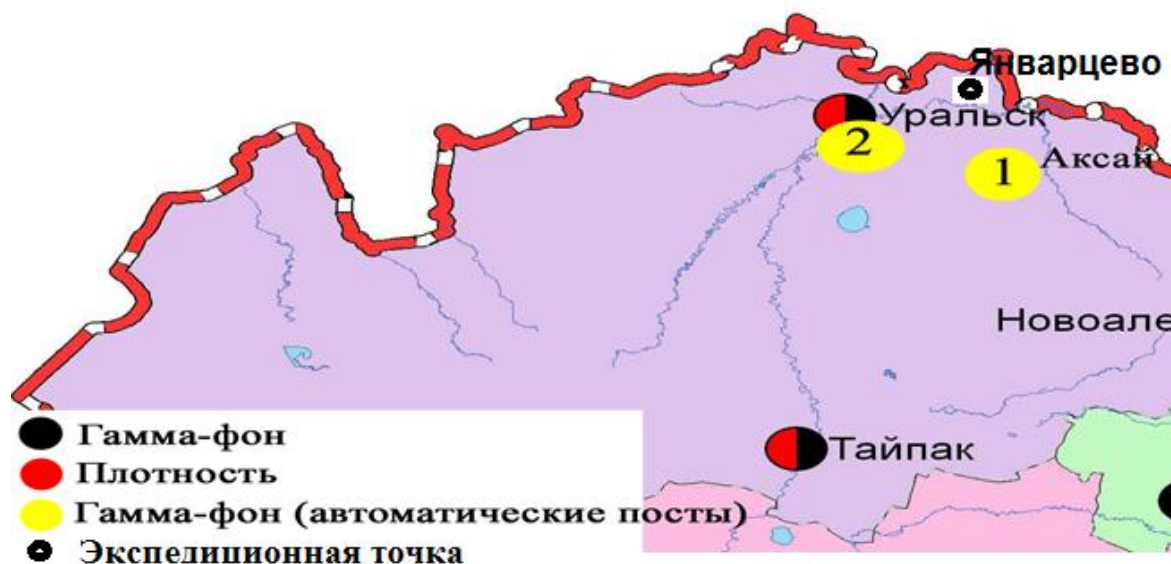 Январцево
Уральск
2
1
Аксай
Новоале
Тайпак
Гамма-фон
Плотность
Гамма-фон (автоматические посты)
Экспедиционная точка